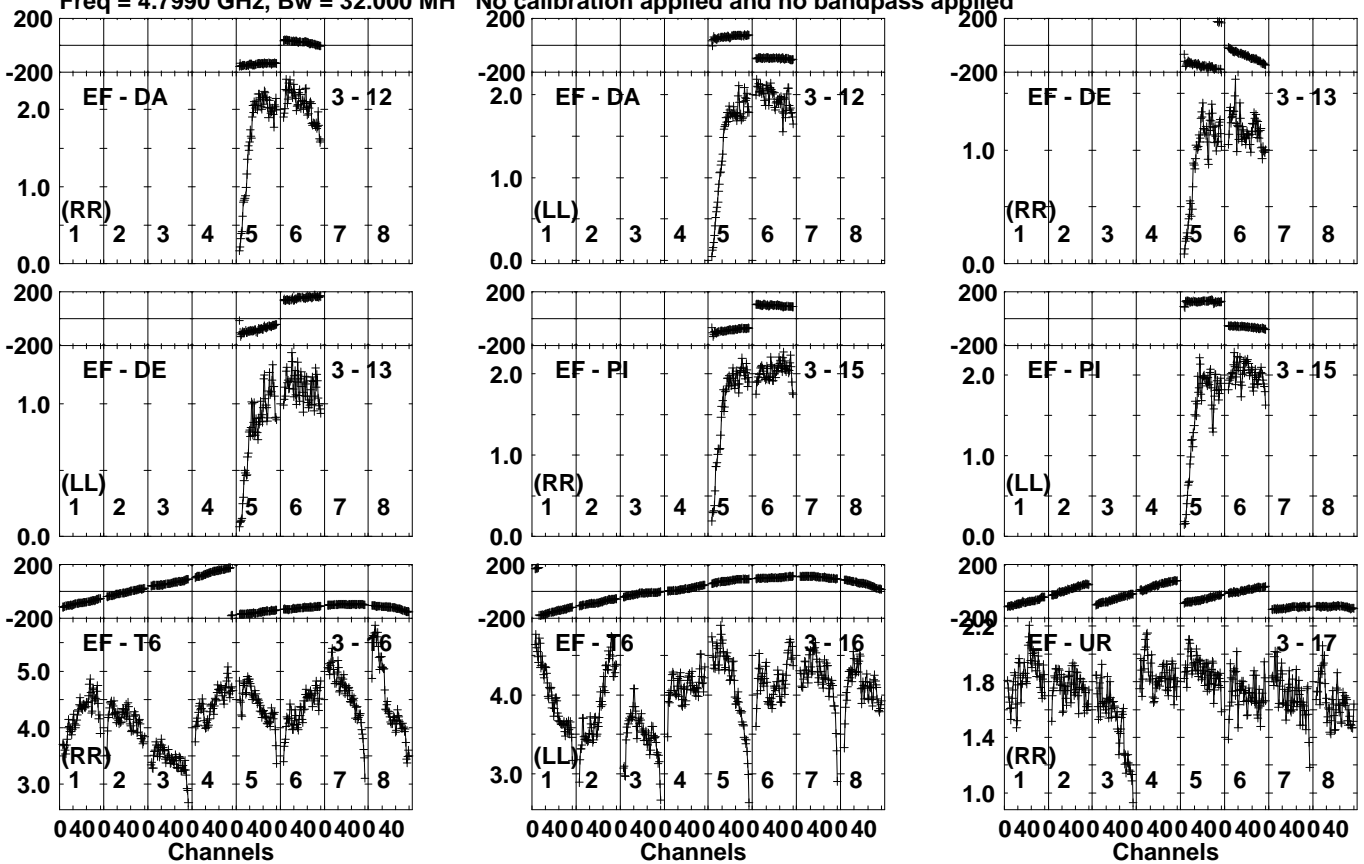 Freq = 4.7990 GHz, Bw = 32.000 MH No calibration applied and no bandpass applied
200 200 200
-200 -200 -200
EF - DA 3 - 12 EF - DA 3 - 12 EF - DE 3 - 13
2.0 2.0
1.0 1.0 1.0
(RR) (LL) (RR)
1 2 3 4 5 6 7 8 1 2 3 4 5 6 7 8 1 2 3 4 5 6 7 8
0.0 0.0 0.0
200 200 200
-200 -200 -200
EF - DE 3 - 13 EF - PI 3 - 15 EF - PI 3 - 15
2.0 2.0
1.0 1.0 1.0
(LL) (RR) (LL)
1 2 3 4 5 6 7 8 1 2 3 4 5 6 7 8 1 2 3 4 5 6 7 8
0.0 0.0 0.0
200 200 200
-200 -200 -200
2.2
EF - T6 3 - 16 EF - T6 3 - 16 EF - UR 3 - 17
5.0 4.0 1.8
4.0 1.4
(RR) (LL) (RR)
3.0 3.0 1.0
1 2 3 4 5 6 7 8 1 2 3 4 5 6 7 8 1 2 3 4 5 6 7 8
0 40 0 40 0 40 0 40 0 40 0 40 0 40 0 40 0 40 0 40 0 40 0 40 0 40 0 40 0 40 0 40 0 40 0 40 0 40 0 40 0 40 0 40 0 40 0 40
Channels Channels Channels